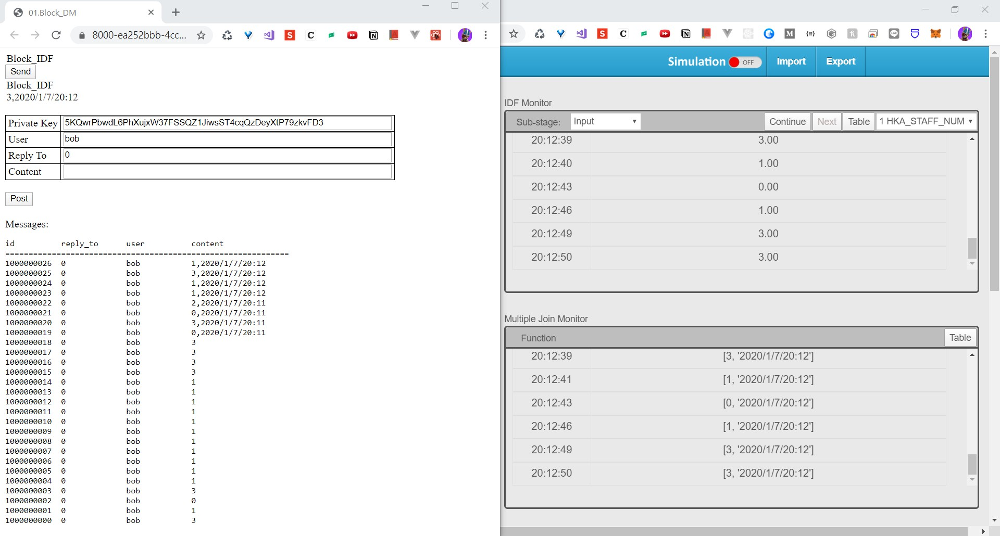 01.Block_DM
8000-ea252bbb-4cc...
Block_IDF
Send
Block_IDF
3,2020/1/7/20:12
Private Key 5KQwrPbwdL6PhXujxW37FSSQZ1JiwsST4cqQzDeyXtP79zkvFD3
User bob
Reply To 0
Content
Post
Messages:
id reply_to user content
=============================================================
1000000026 0 bob 1,2020/1/7/20:12
1000000025 0 bob 3,2020/1/7/20:12
1000000024 0 bob 1,2020/1/7/20:12
1000000023 0 bob 1,2020/1/7/20:12
1000000022 0 bob 2,2020/1/7/20:11
1000000021 0 bob 0,2020/1/7/20:11
1000000020 0 bob 3,2020/1/7/20:11
1000000019 0 bob 0,2020/1/7/20:11
1000000018 0 bob 3
1000000017 0 bob 3
1000000016 0 bob 3
1000000015 0 bob 3
1000000014 0 bob 1
1000000013 0 bob 1
1000000012 0 bob 1
1000000011 0 bob 1
1000000010 0 bob 1
1000000009 0 bob 1
1000000008 0 bob 1
1000000007 0 bob 1
1000000006 0 bob 1
1000000005 0 bob 1
1000000004 0 bob 1
1000000003 0 bob 3
1000000002 0 bob 0
1000000001 0 bob 1
1000000000 0 bob 3
Simulation OFF Import Export
IDF Monitor
Sub-stage: Input Continue Next Table 1 HKA_STAFF_NUM
20:12:39 3.00
20:12:40 1.00
20:12:43 0.00
20:12:46 1.00
20:12:49 3.00
20:12:50 3.00
Multiple Join Monitor
Function Table
20:12:39 [3, '2020/1/7/20:12']
20:12:41 [1, '2020/1/7/20:12']
20:12:43 [0, '2020/1/7/20:12']
20:12:46 [1, '2020/1/7/20:12']
20:12:49 [3, '2020/1/7/20:12']
20:12:50 [3, '2020/1/7/20:12']